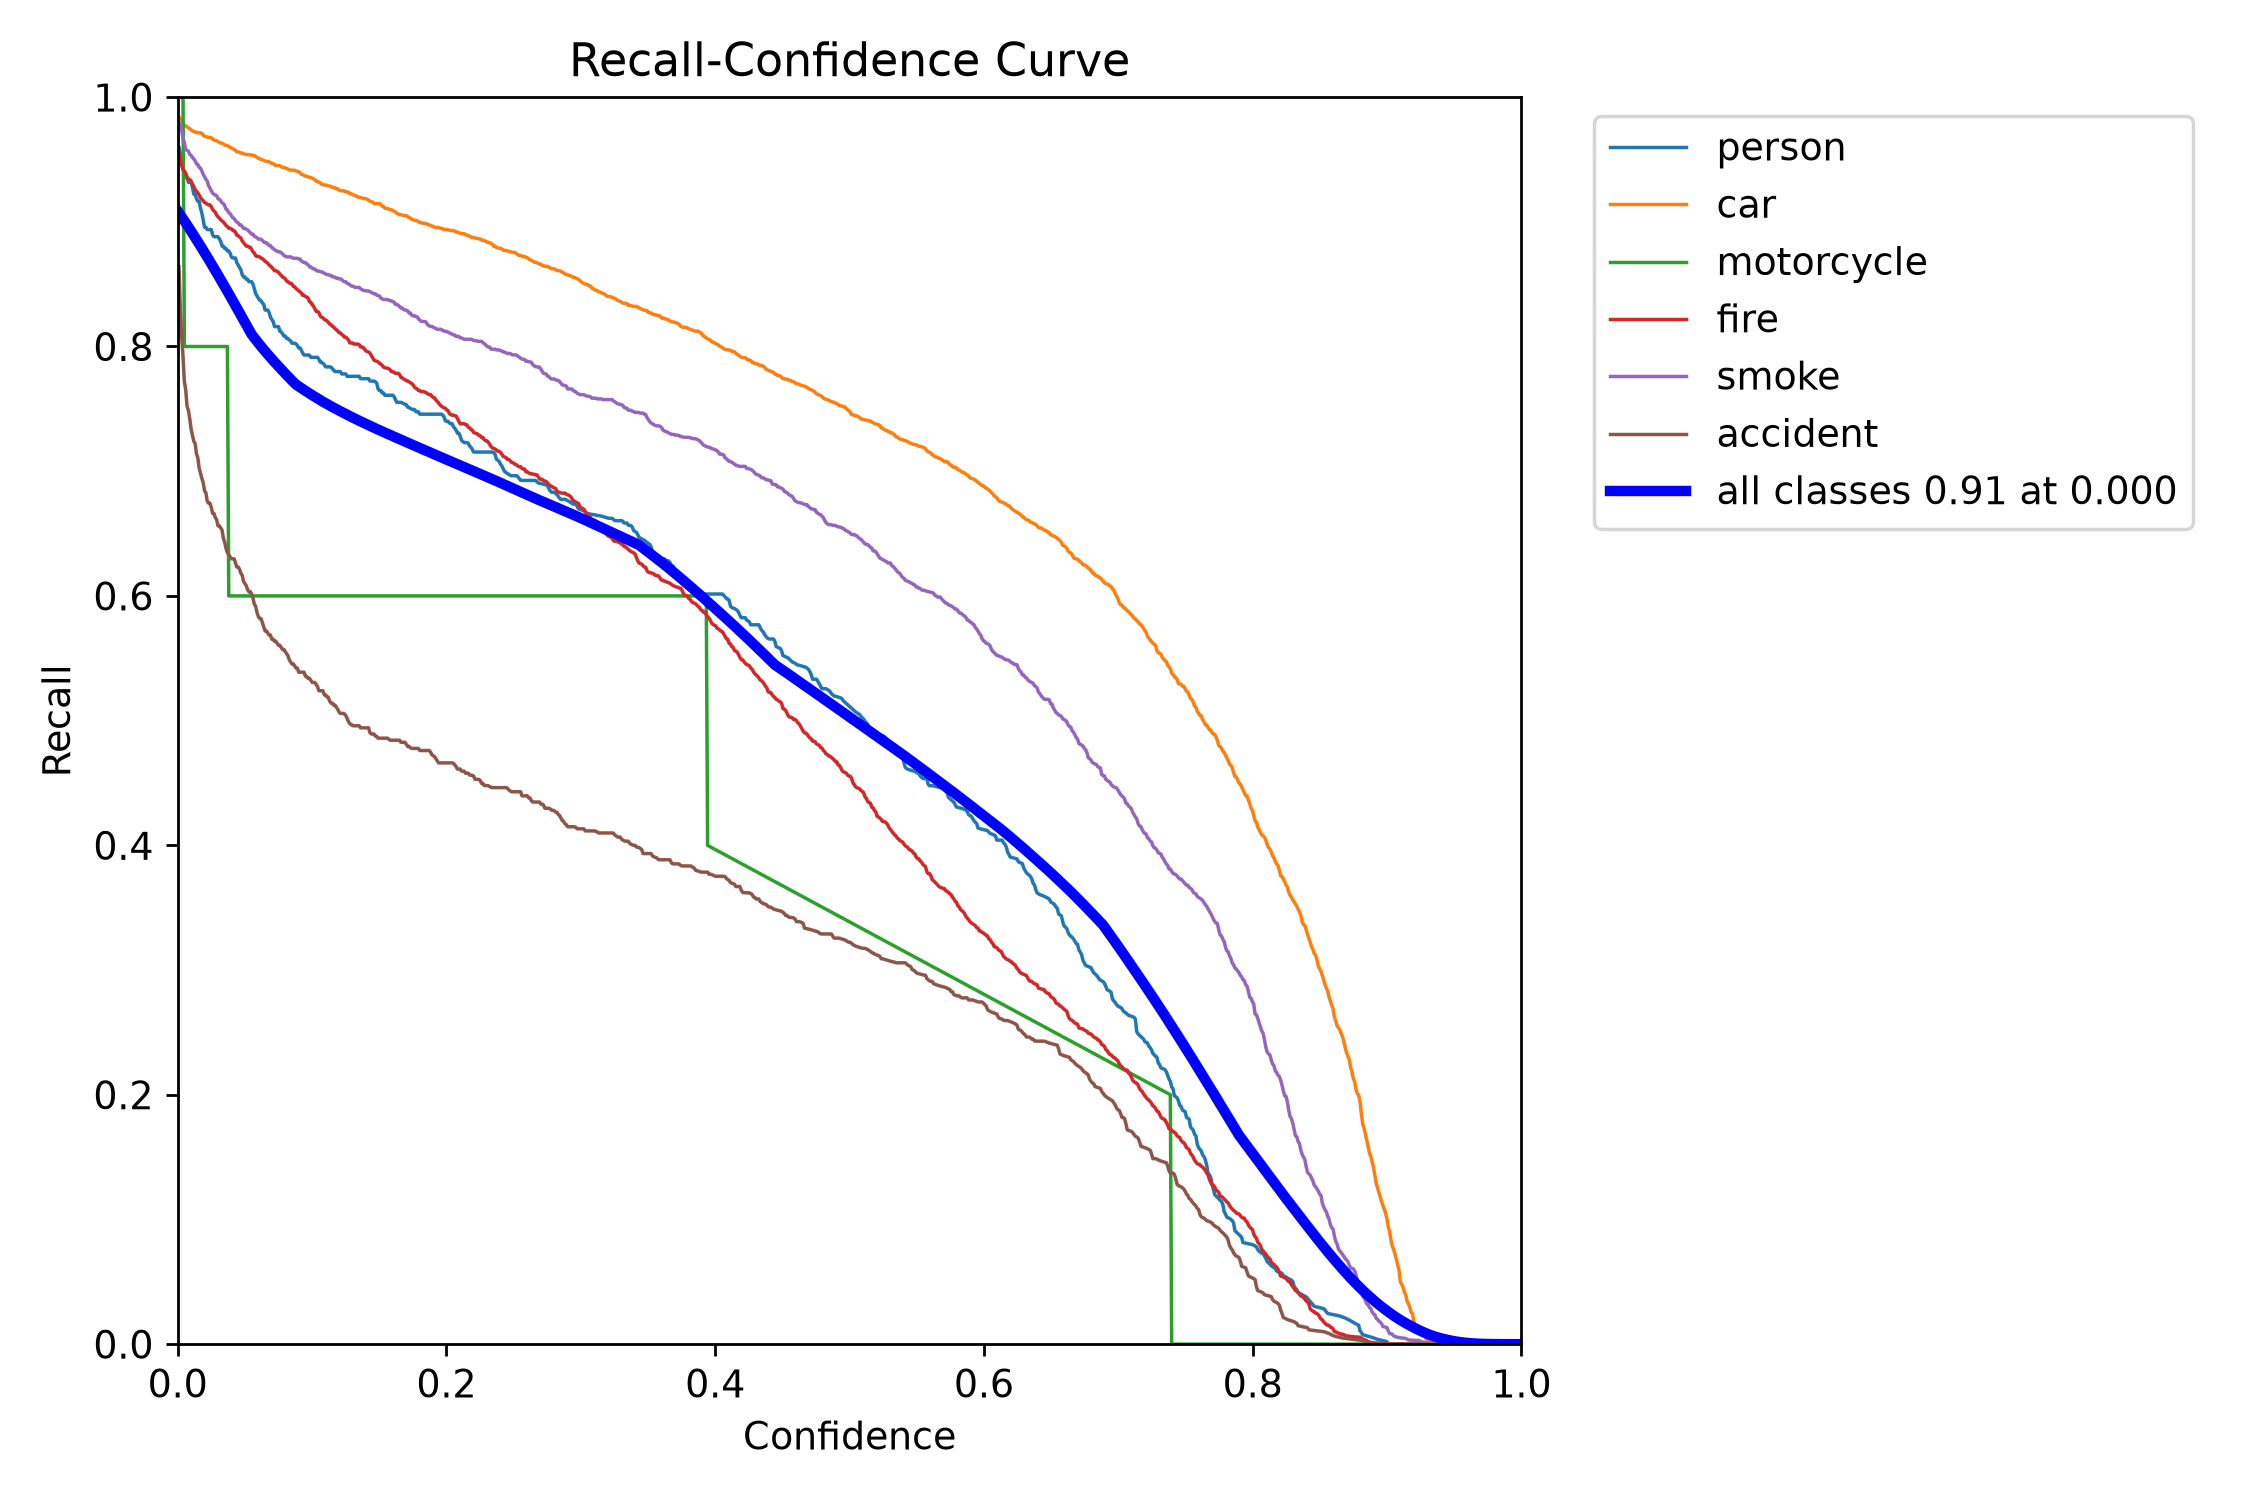 Recall-Confidence Curve
1.0
0.8
0.6
0.4
0.2
0.0
Recall
0.0 0.2 0.4 0.6 0.8 1.0
Confidence
person
car
motorcycle
fire
smoke
accident
all classes 0.91 at 0.000